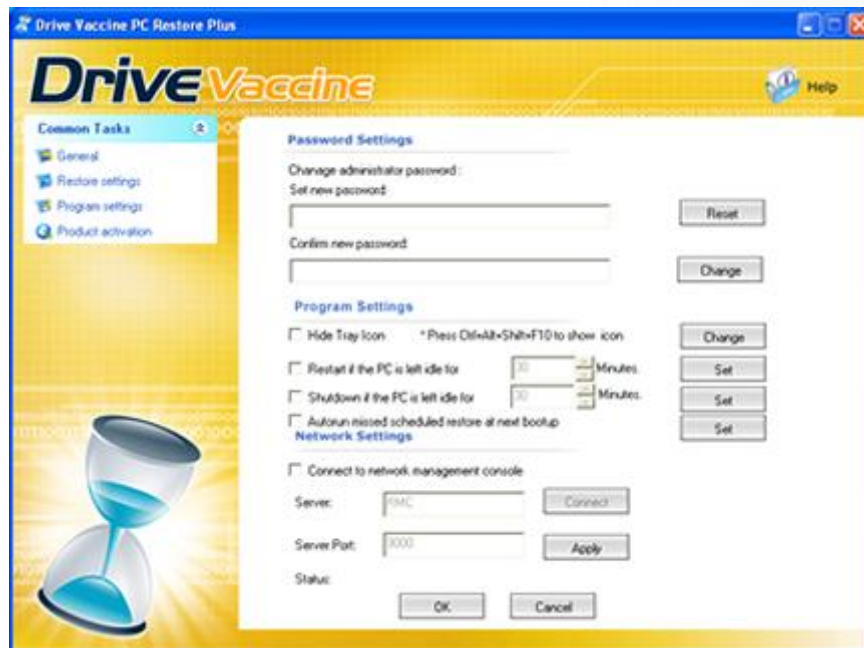 Drive Vaccine PC Restore Plus
DriveVaccine
Help
Common Tasks
General
Restore settings
Program settings
Product activation
Password Settings
Chanage administrator password :
Set new password:
Reset
Confirm new password:
Change
Program Settings
Hide Tray Icon * Press Ctrl+Alt+Shift+F10 to show icon Change
Restart if the PC is left idle for 30 Minutes. Set
Shutdown if the PC is left idle for 30 Minutes. Set
Autorun missed scheduled restore at next bootup Set
Network Settings
Connect to network management console
Server: RMC Connect
Server Port: 9000 Apply
Status:
OK Cancel